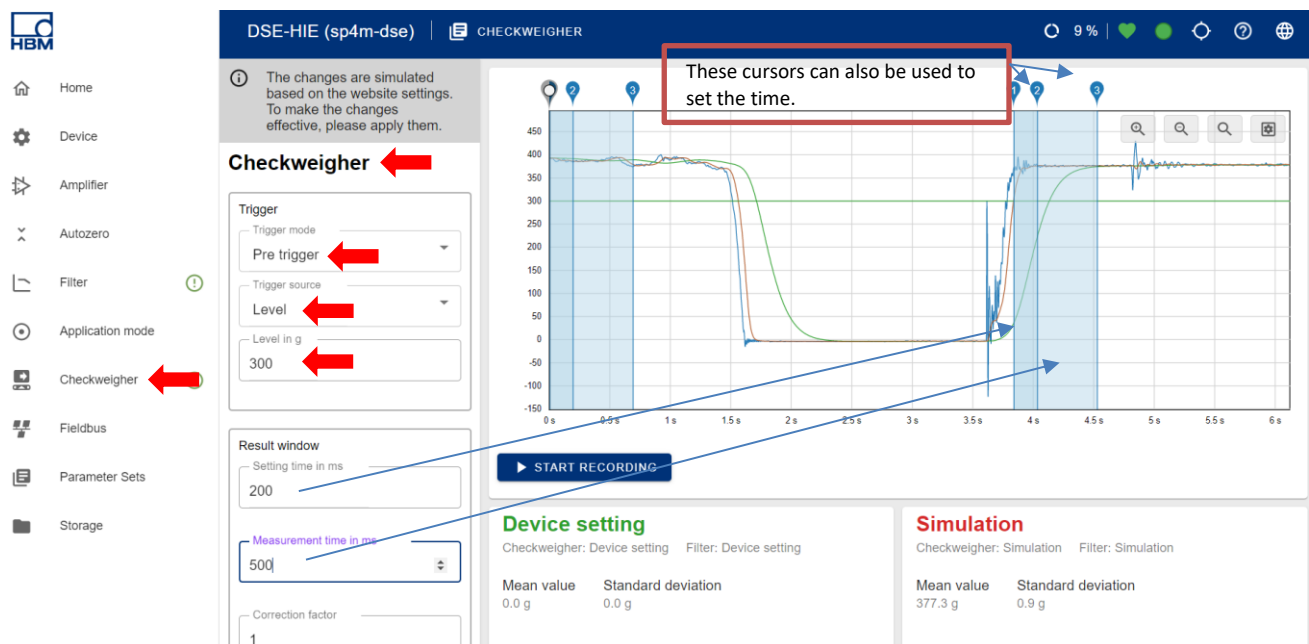 HBM
DSE-HIE (sp4m-dse)
CHECKWEIGHER
9 %
Home
Device
Amplifier
Autozero
Filter
Application mode
Checkweigher
Fieldbus
Parameter Sets
Storage
The changes are simulated
based on the website settings.
To make the changes
effective, please apply them.
Checkweigher
Trigger
Trigger mode
Pre trigger
Trigger source
Level
Level in g
300
Result window
Setting time in ms
200
Measurement time in ms
500
Correction factor
1
These cursors can also be used to
set the time.
2
3
1
2
3
450
400
350
300
250
200
150
100
50
0
-50
-100
-150
0 s
0.5 s
1 s
1.5 s
2 s
2.5 s
3 s
3.5 s
4 s
4.5 s
5 s
5.5 s
6 s
START RECORDING
Device setting
Checkweigher: Device setting Filter: Device setting
Mean value Standard deviation
0.0 g 0.0 g
Simulation
Checkweigher: Simulation Filter: Simulation
Mean value Standard deviation
377.3 g 0.9 g